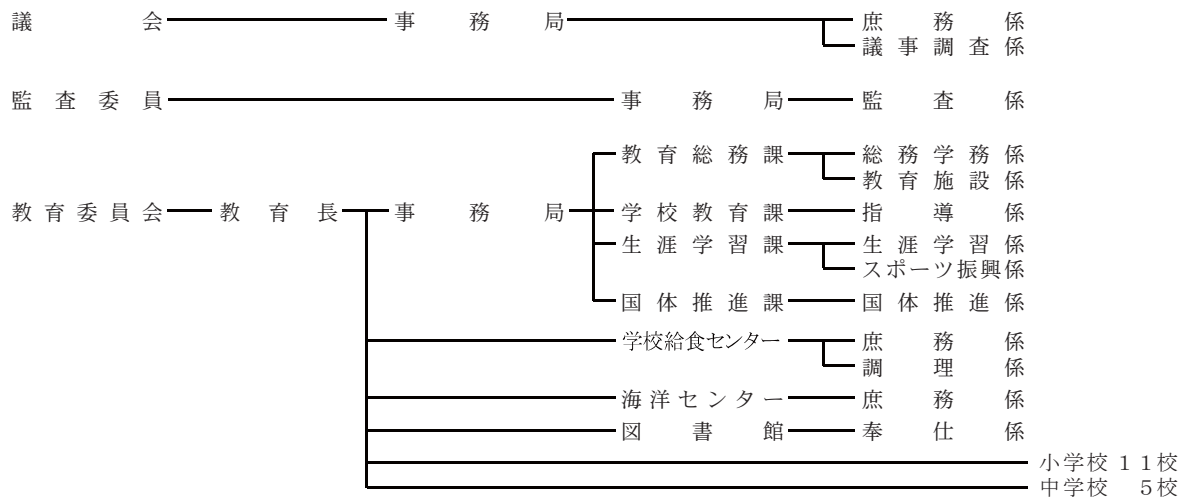 議会 事務局 庶務係
議事調査係
監査委員 事務局 監査係
教育総務課 総務学務係
教育施設係
教育委員会 教育長 事務局 学校教育課 指導係
生涯学習課 生涯学習係
スポーツ振興係
国体推進課 国体推進係
学校給食センター 庶務係
調理係
海洋センター 庶務係
図書館 奉仕係
小学校 11校
中学校 5校